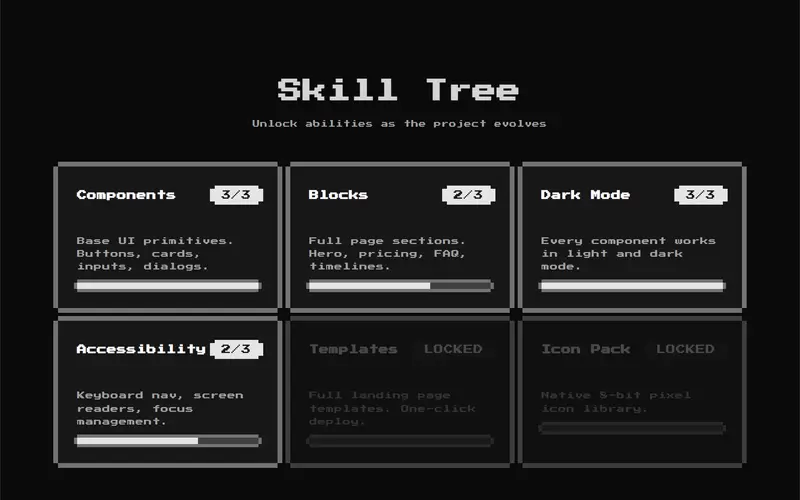 Skill Tree
Unlock abilities as the project evolves
Components 3/3
Base UI primitives.
Buttons, cards,
inputs, dialogs.
Blocks 2/3
Full page sections.
Hero, pricing, FAQ,
timelines.
Dark Mode 3/3
Every component works
in light and dark
mode.
Accessibility 2/3
Keyboard nav, screen
readers, focus
management.
Templates LOCKED
Full landing page
templates. One-click
deploy.
Icon Pack LOCKED
Native 8-bit pixel
icon library.